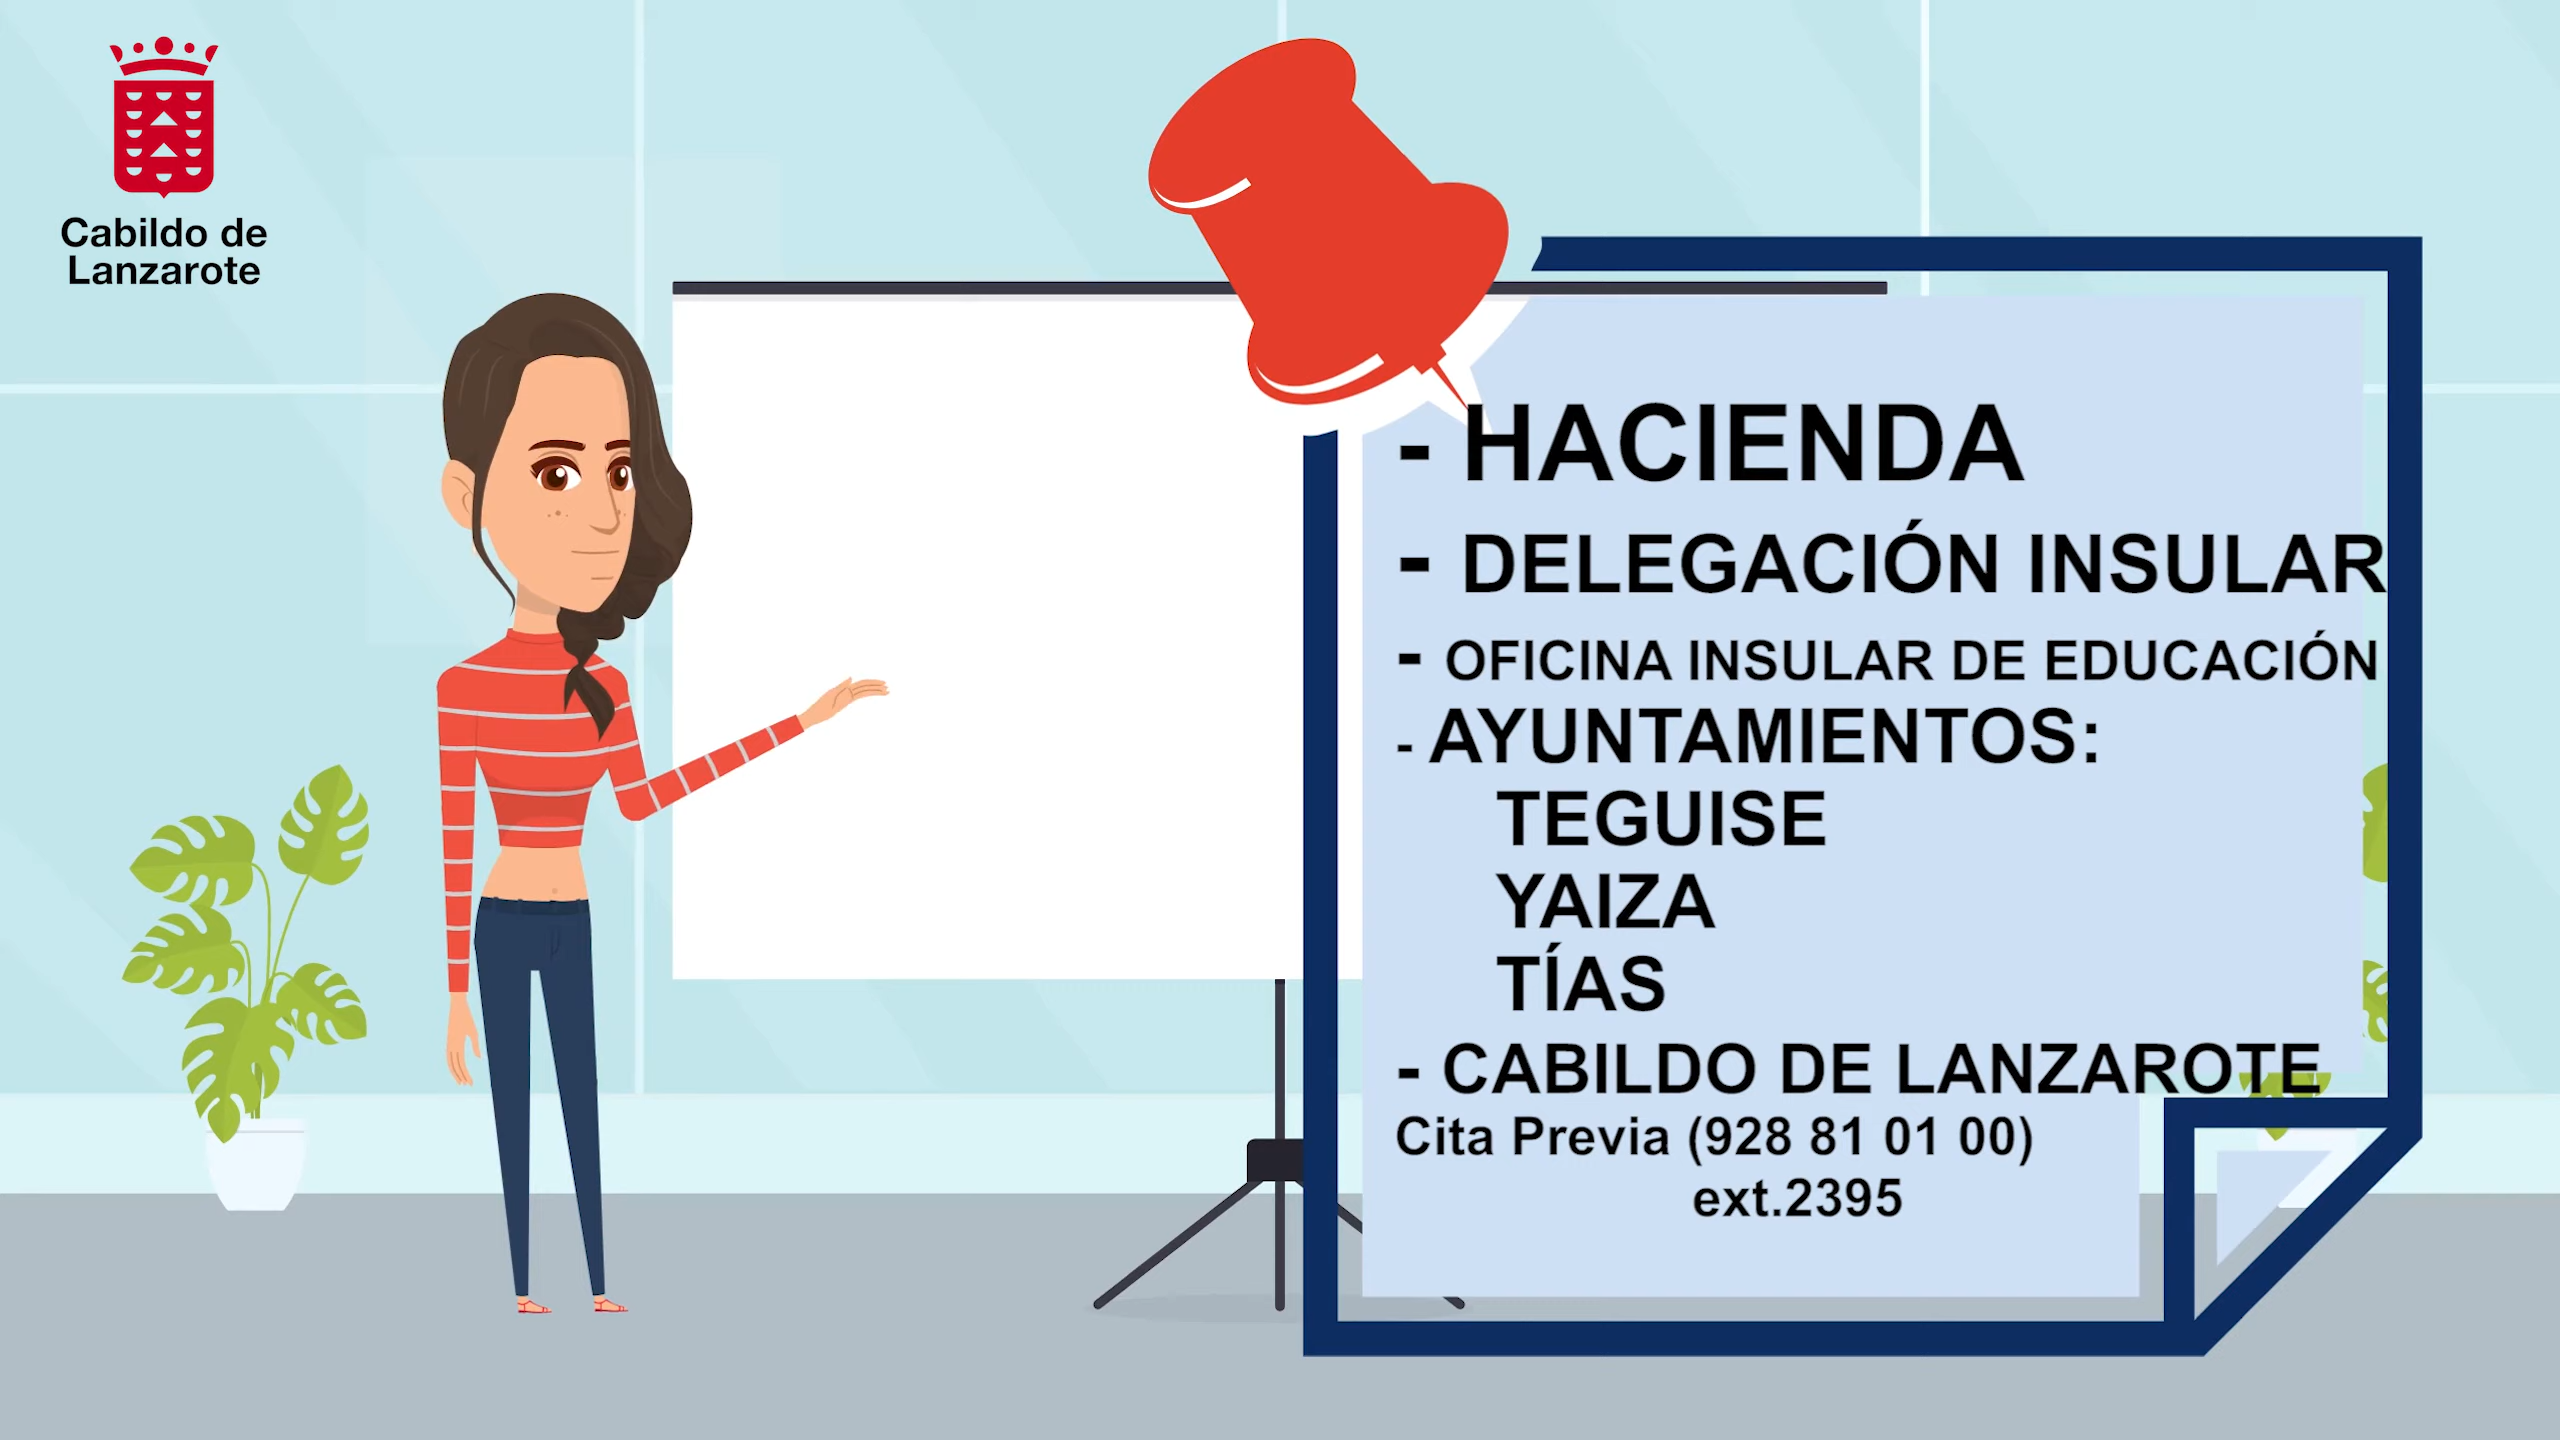 Cabildo de
Lanzarote
- HACIENDA
- DELEGACIÓN INSULAR
- OFICINA INSULAR DE EDUCACIÓN
- AYUNTAMIENTOS:
TEGUISE
YAIZA
TÍAS
- CABILDO DE LANZAROTE
Cita Previa (928 81 01 00)
ext.2395